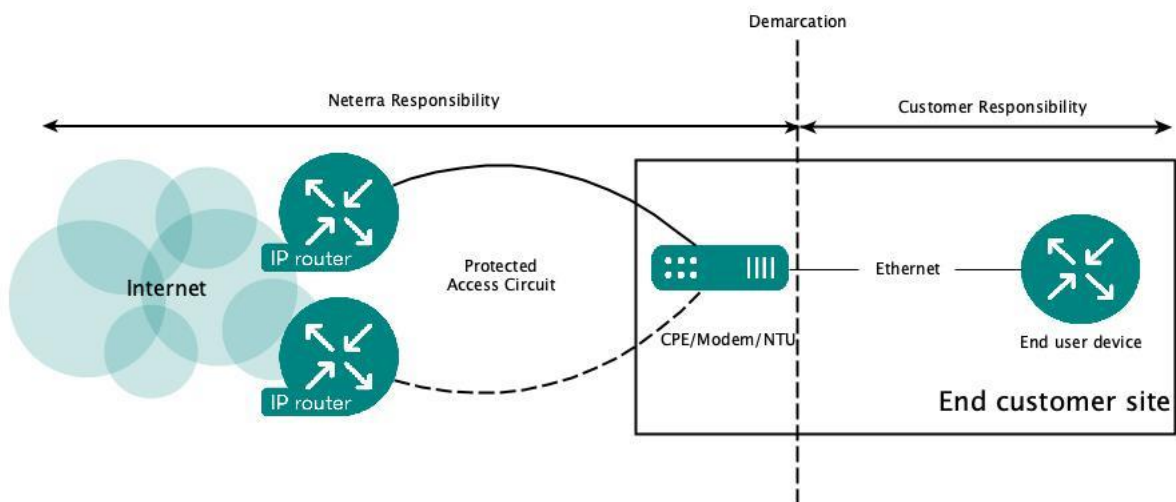 Demarcation
Neterra Responsibility
Customer Responsibility
IP router
Internet
Protected
Access Circuit
Ethernet
CPE/Modem/NTU
End user device
IP router
End customer site